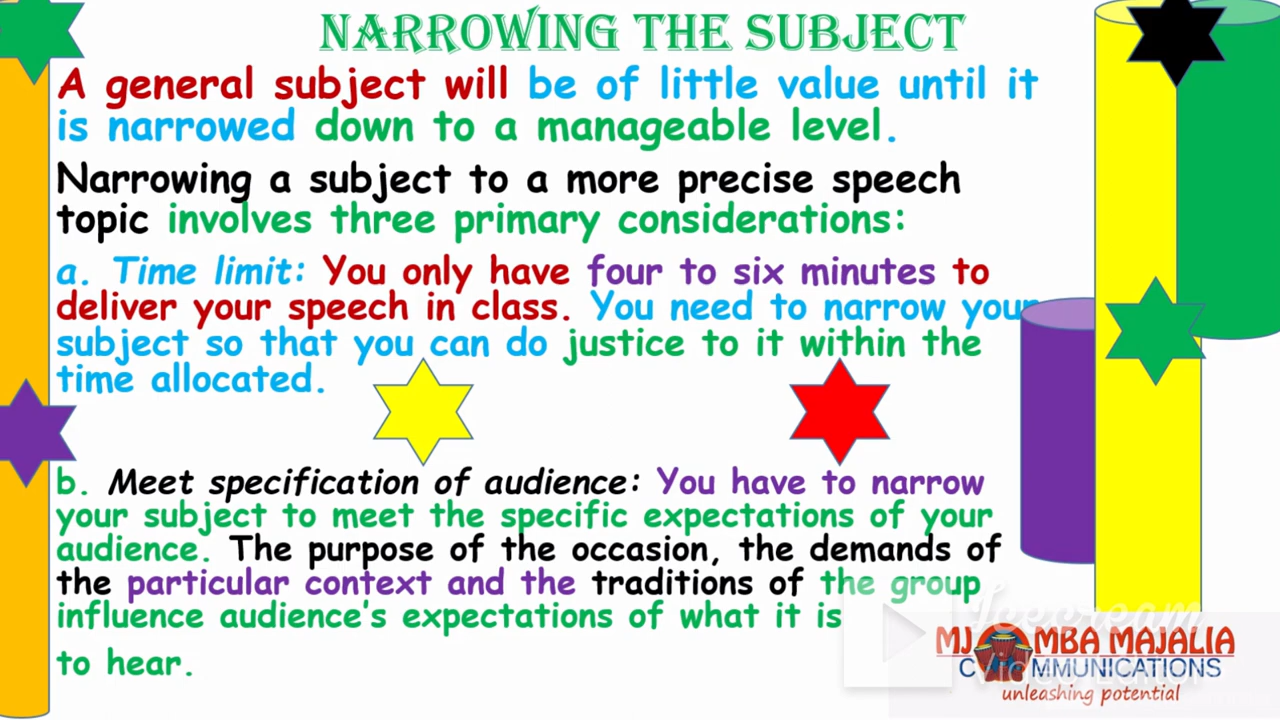 NARROWING THE SUBJECT
A general subject will be of little value until it
is narrowed down to a manageable level.
Narrowing a subject to a more precise speech
topic involves three primary considerations:
a. Time limit: You only have four to six minutes to
deliver your speech in class. You need to narrow your
subject so that you can do justice to it within the
time allocated.
b. Meet specification of audience: You have to narrow
your subject to meet the specific expectations of your
audience. The purpose of the occasion, the demands of
the particular context and the traditions of the group
influence audience's expectations of what it is
to hear.
Icecream
Video Editor
MJOMBA MAJALIA
COMMUNICATIONS
unleashing potential